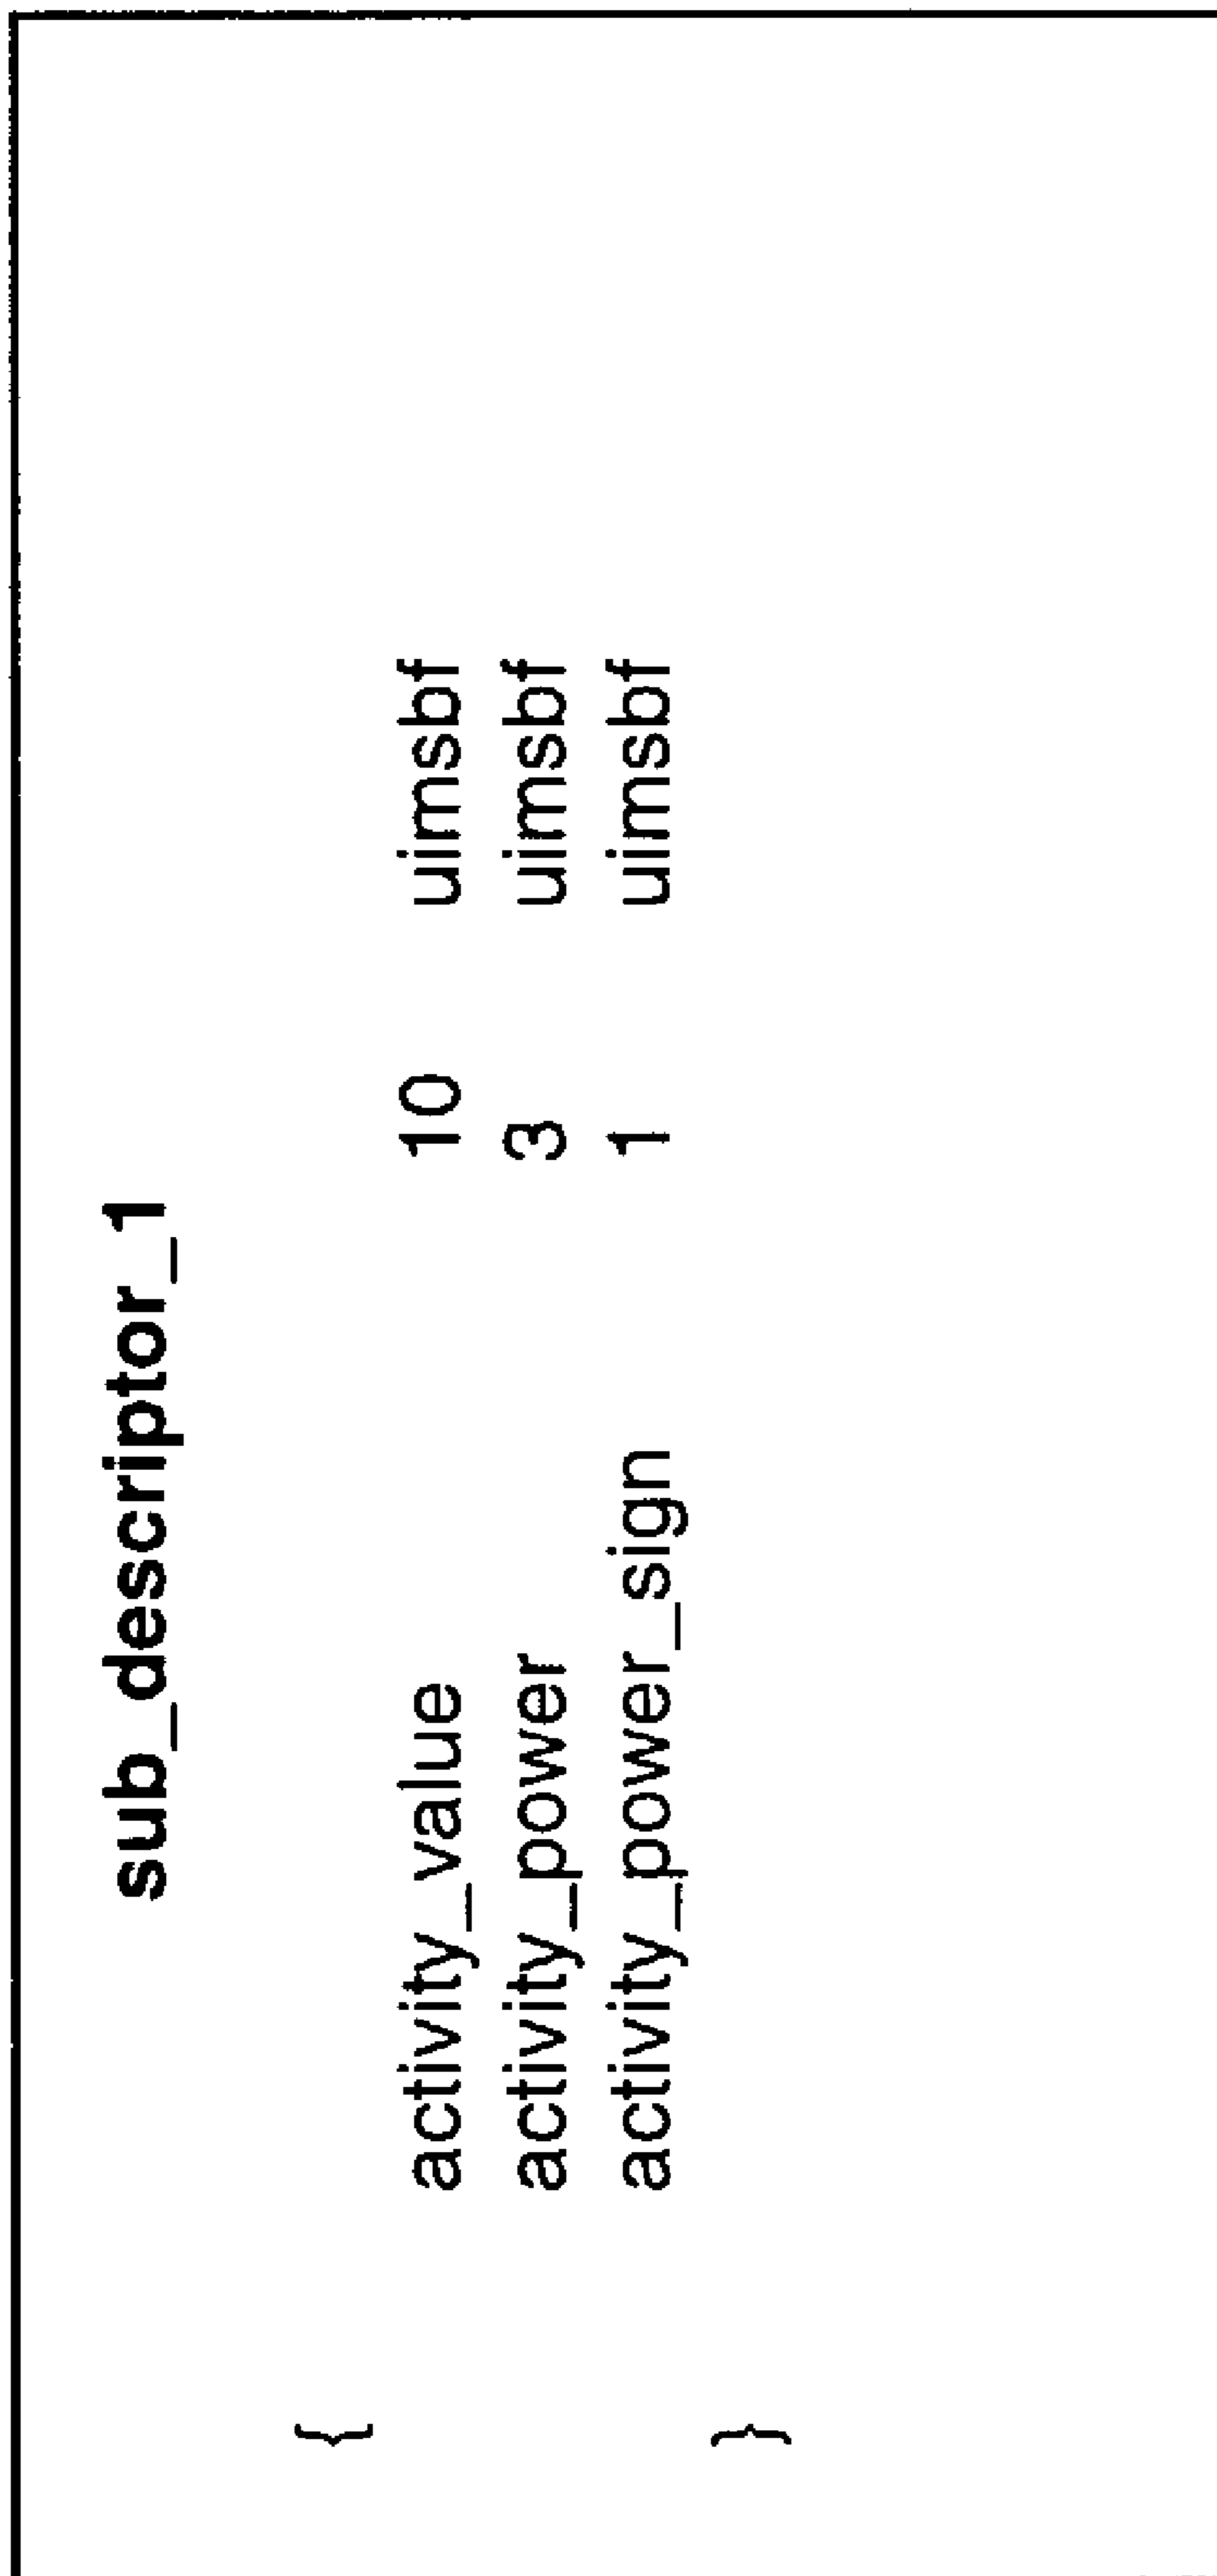 sub_descriptor_1
{
activity_value 10 uimsbf
activity_power 3 uimsbf
activity_power_sign 1 uimsbf
}